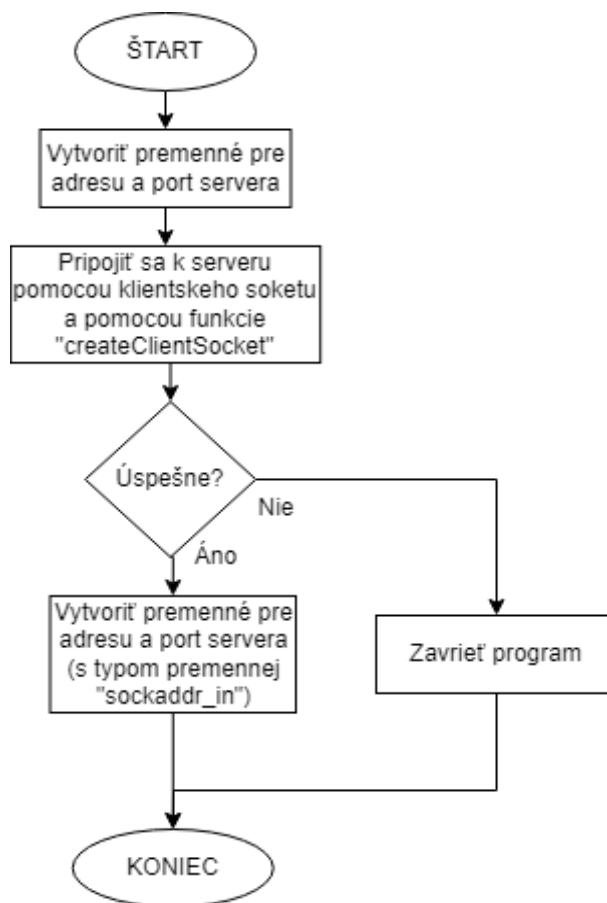 ŠTART
Vytvoriť premenné pre
adresu a port servera
Pripojiť sa k serveru
pomocou klientskeho soketu
a pomocou funkcie
"createClientSocket"
Úspešne?
Nie
Áno
Vytvoriť premenné pre
adresu a port servera
(s typom premennej
"sockaddr_in")
Zavrieť program
KONIEC